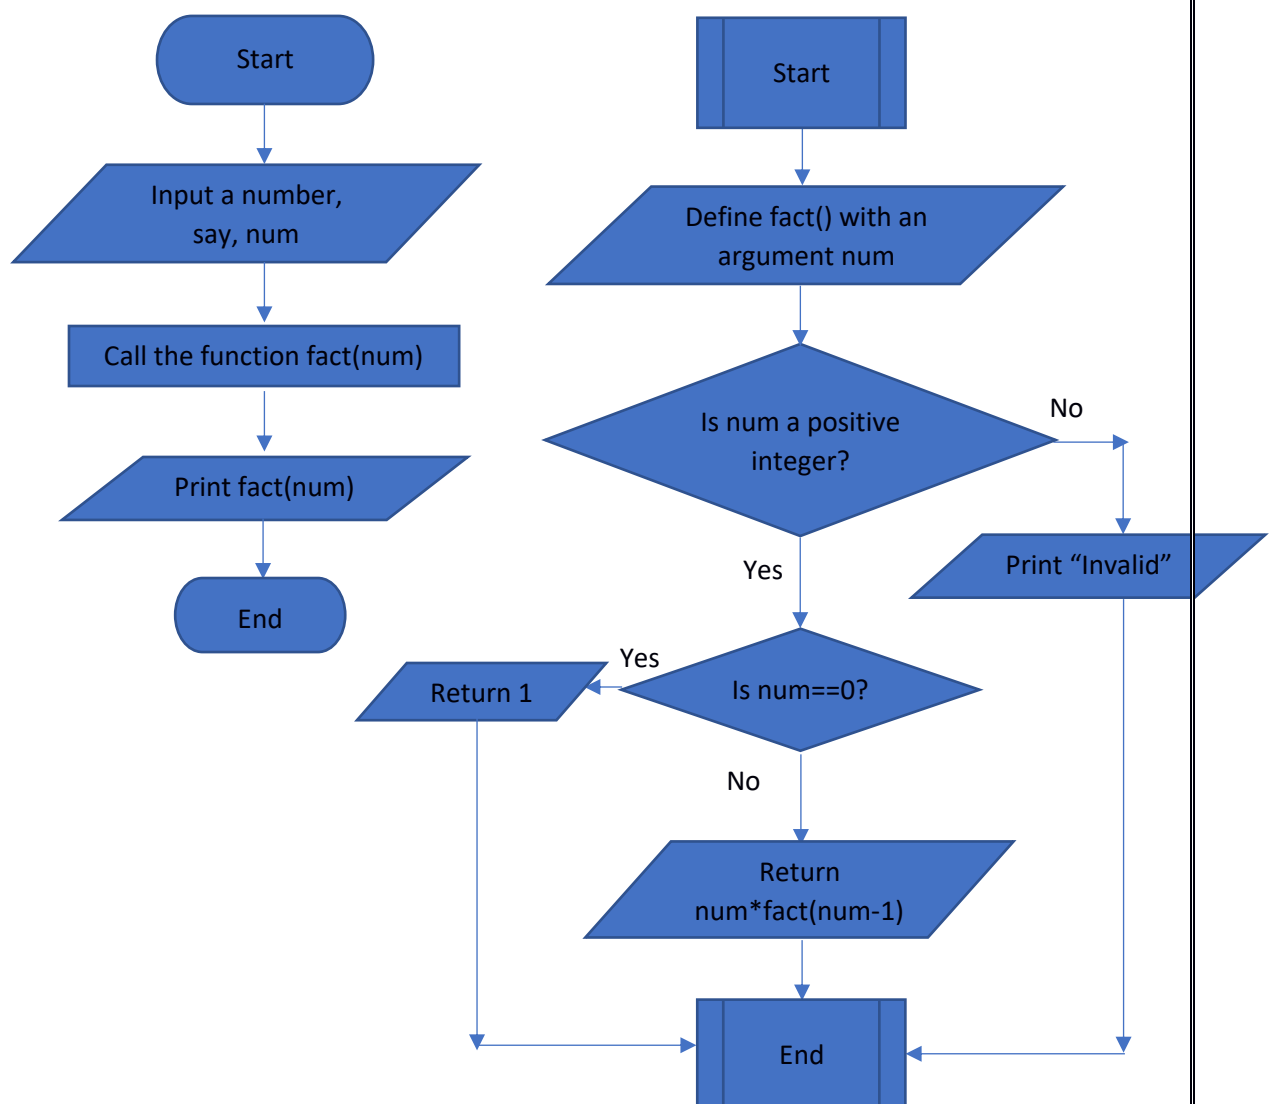 Start
Input a number,
say, num
Call the function fact(num)
Print fact(num)
End
Start
Define fact() with an
argument num
Is num a positive
integer?
No
Print “Invalid”
Yes
Is num==0?
Yes
Return 1
No
Return
num*fact(num-1)
End